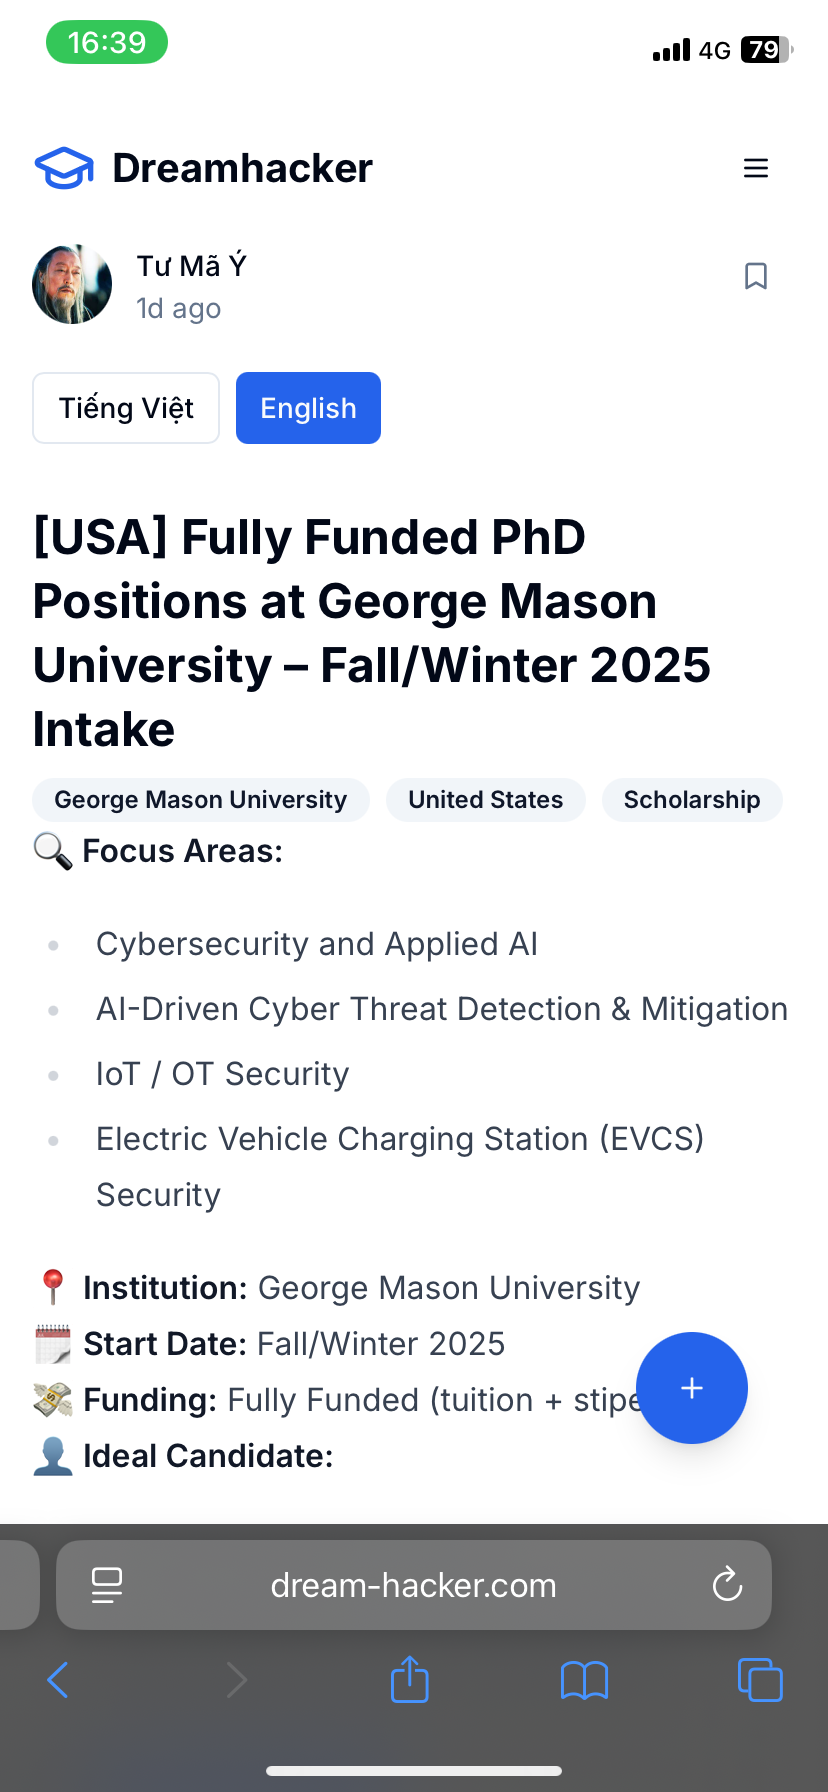 16:39
4G 79
Dreamhacker
Tư Mã Ý
1d ago
Tiếng Việt English
[USA] Fully Funded PhD
Positions at George Mason
University – Fall/Winter 2025
Intake
George Mason University United States Scholarship
🔍 Focus Areas:
• Cybersecurity and Applied AI
• AI-Driven Cyber Threat Detection & Mitigation
• IoT / OT Security
• Electric Vehicle Charging Station (EVCS)
Security
📍 Institution: George Mason University
🗓️ Start Date: Fall/Winter 2025
💸 Funding: Fully Funded (tuition + stipe
👤 Ideal Candidate:
dream-hacker.com